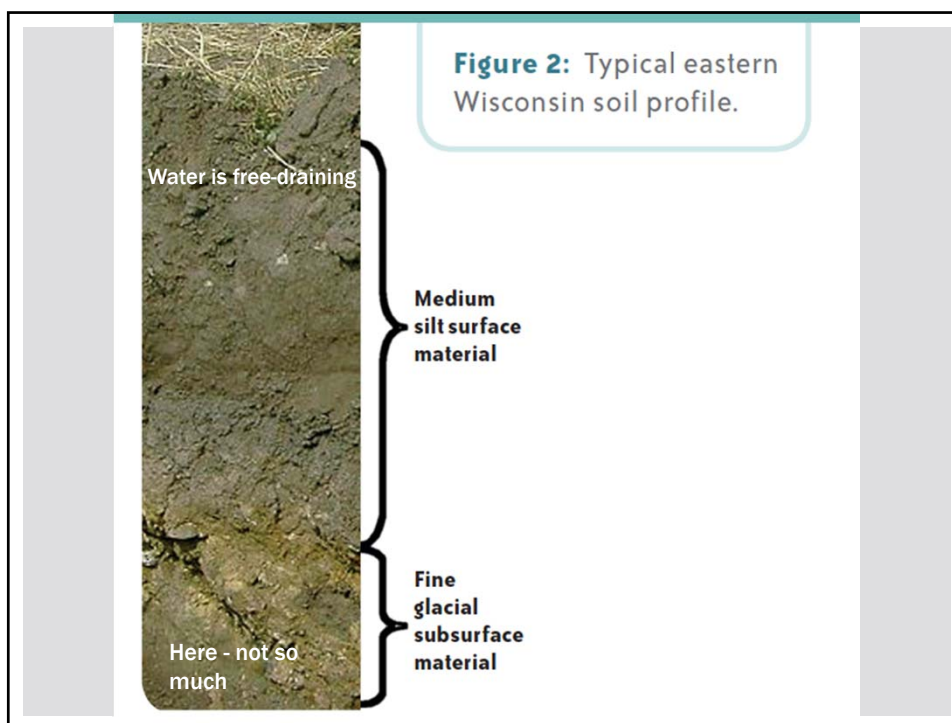 Figure 2: Typical eastern
Wisconsin soil profile.
Water is free-draining
Medium
silt surface
material
Fine
glacial
subsurface
material
Here - not so
much